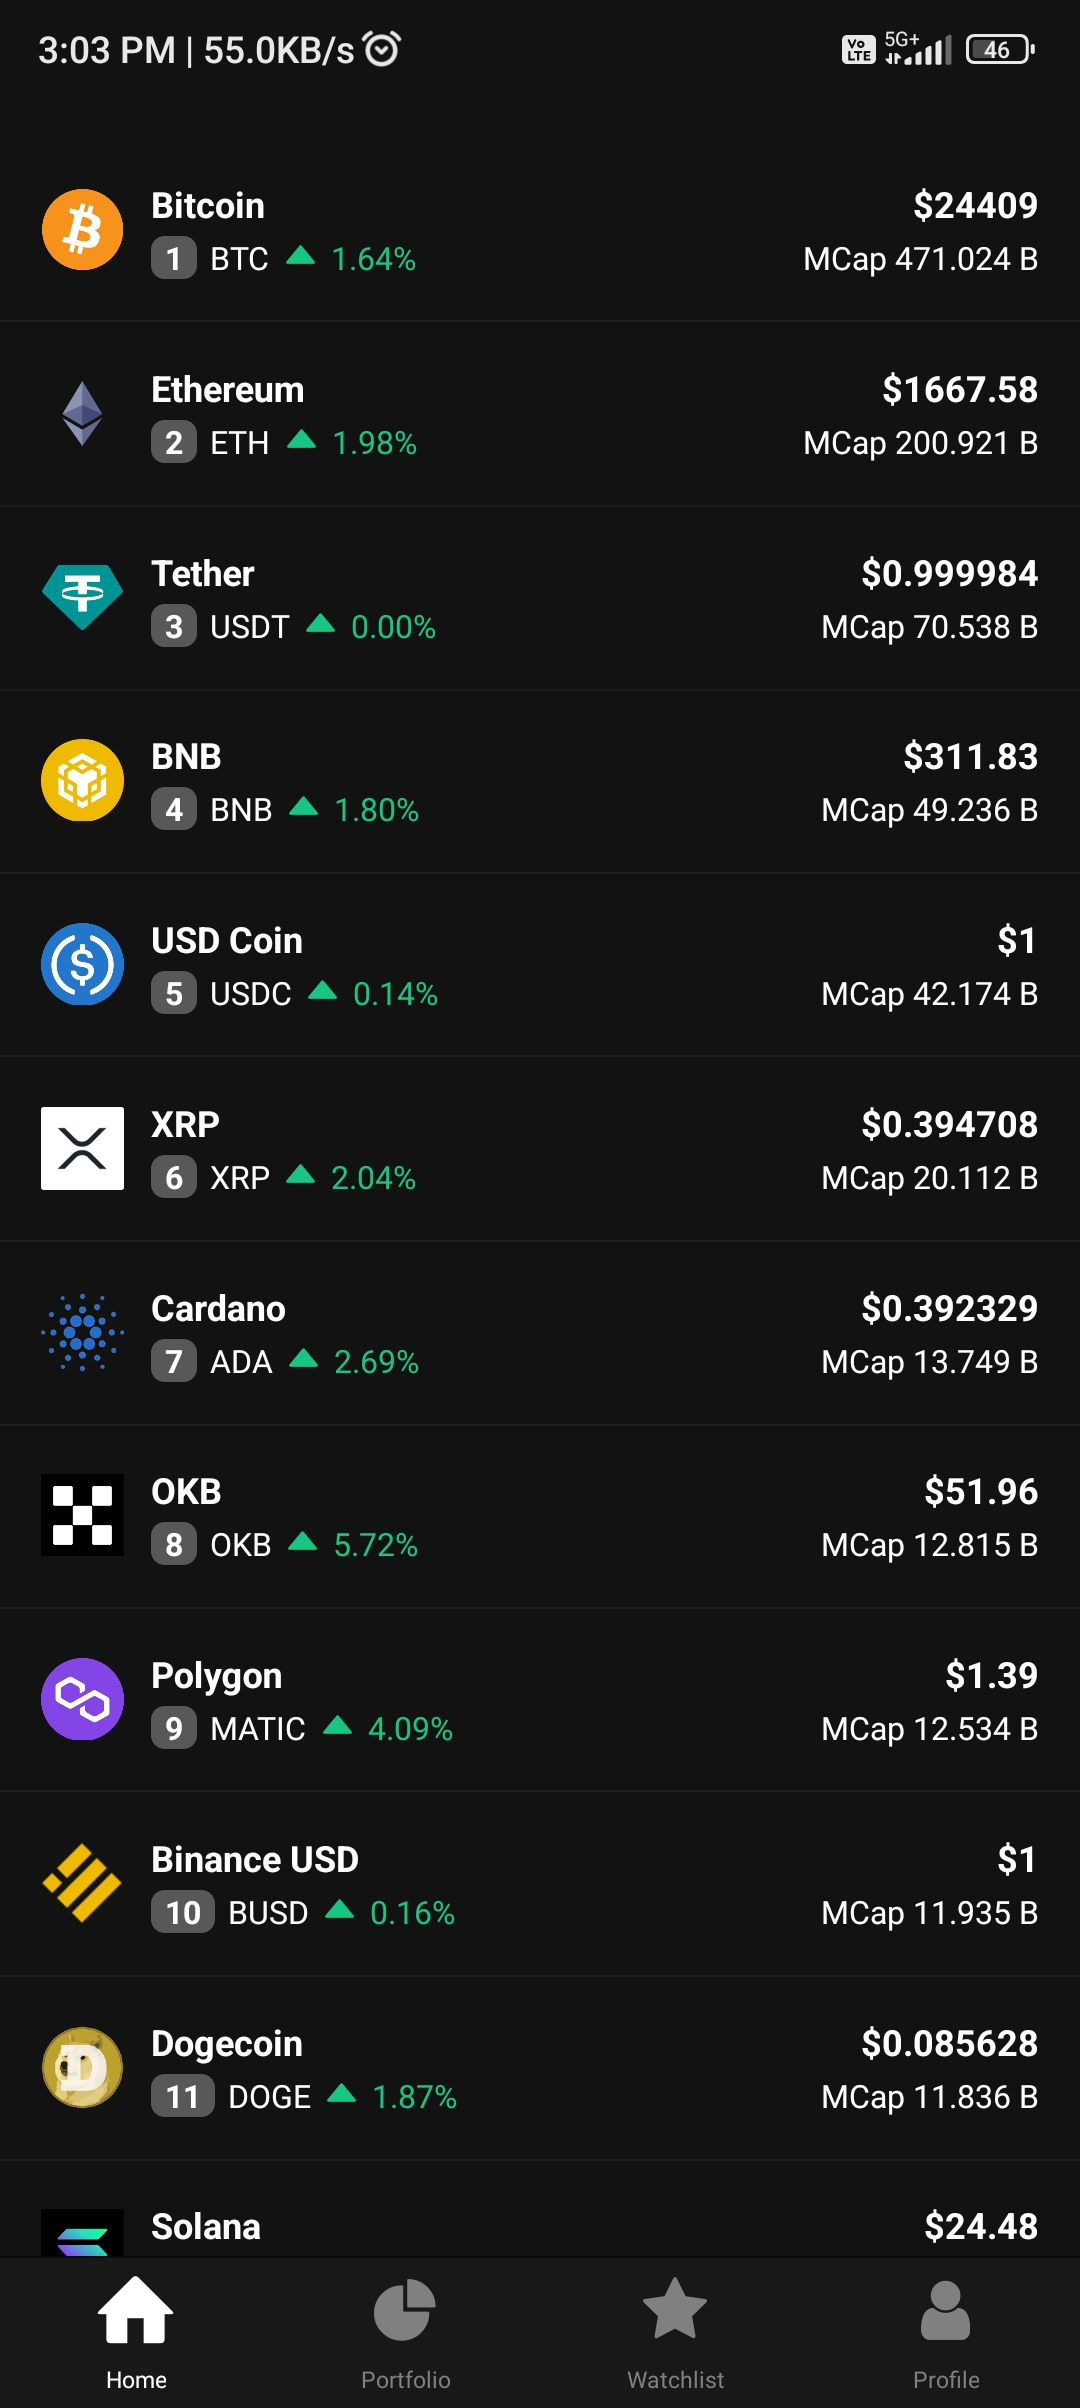 3:03 PM | 55.0KB/s Vo LTE 5G+ 46
Bitcoin $24409
1 BTC 1.64% MCap 471.024 B
Ethereum $1667.58
2 ETH 1.98% MCap 200.921 B
Tether $0.999984
3 USDT 0.00% MCap 70.538 B
BNB $311.83
4 BNB 1.80% MCap 49.236 B
USD Coin $1
5 USDC 0.14% MCap 42.174 B
XRP $0.394708
6 XRP 2.04% MCap 20.112 B
Cardano $0.392329
7 ADA 2.69% MCap 13.749 B
OKB $51.96
8 OKB 5.72% MCap 12.815 B
Polygon $1.39
9 MATIC 4.09% MCap 12.534 B
Binance USD $1
10 BUSD 0.16% MCap 11.935 B
Dogecoin $0.085628
11 DOGE 1.87% MCap 11.836 B
Solana $24.48
Home Portfolio Watchlist Profile